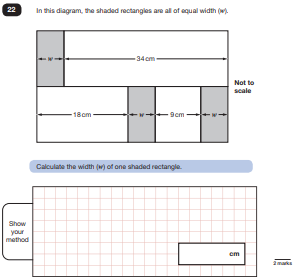 22
In this diagram, the shaded rectangles are all of equal width (w).
w
34 cm
Not to
scale
18 cm
w
9 cm
w
Calculate the width (w) of one shaded rectangle.
Show
your
method
cm
2 marks